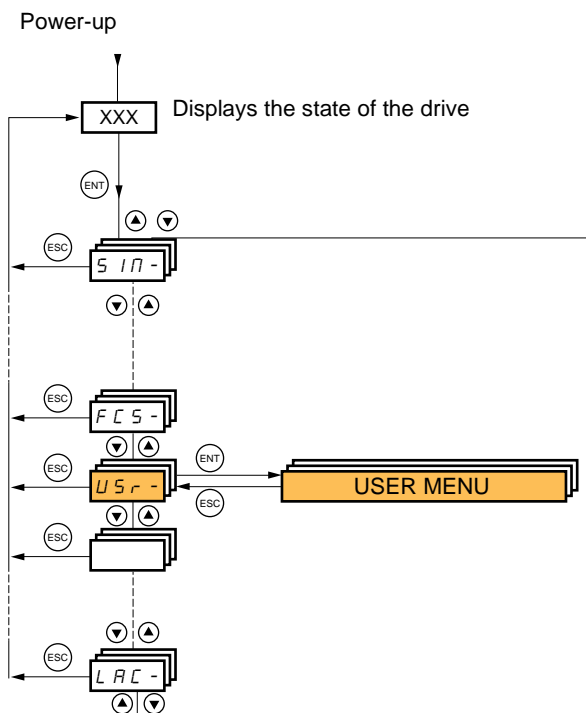 Power-up
XXX
Displays the state of the drive
ENT
ESC
SIM-
ESC
FCS-
ESC
USr-
ENT
ESC
USER MENU
ESC
ESC
LAC-